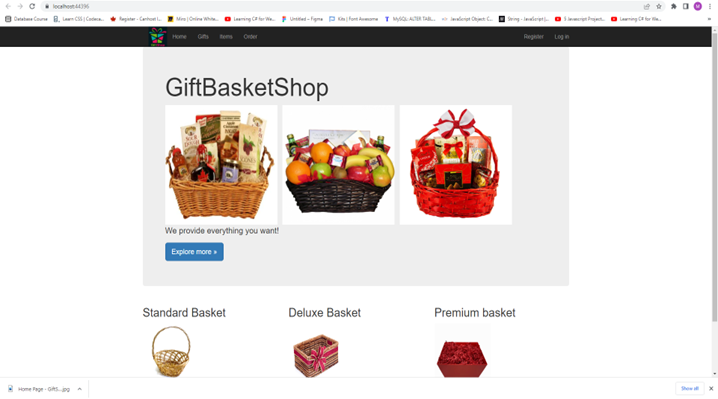 localhost:44396
Database Course
Learn CSS | Codeca...
Register - Ganhost l...
Miro | Online White...
Learning C# for We...
Untitled – Figma
Kits | Font Awesome
MySQL: ALTER TABL...
JavaScript Object: C...
String - JavaScript |...
5 Javascript Project...
Learning C# for We...
Home Gifts Items Order Register Log in
GiftBasketShop
We provide everything you want!
Explore more »
Standard Basket Deluxe Basket Premium basket
Home Page - Gift5....jpg Show all